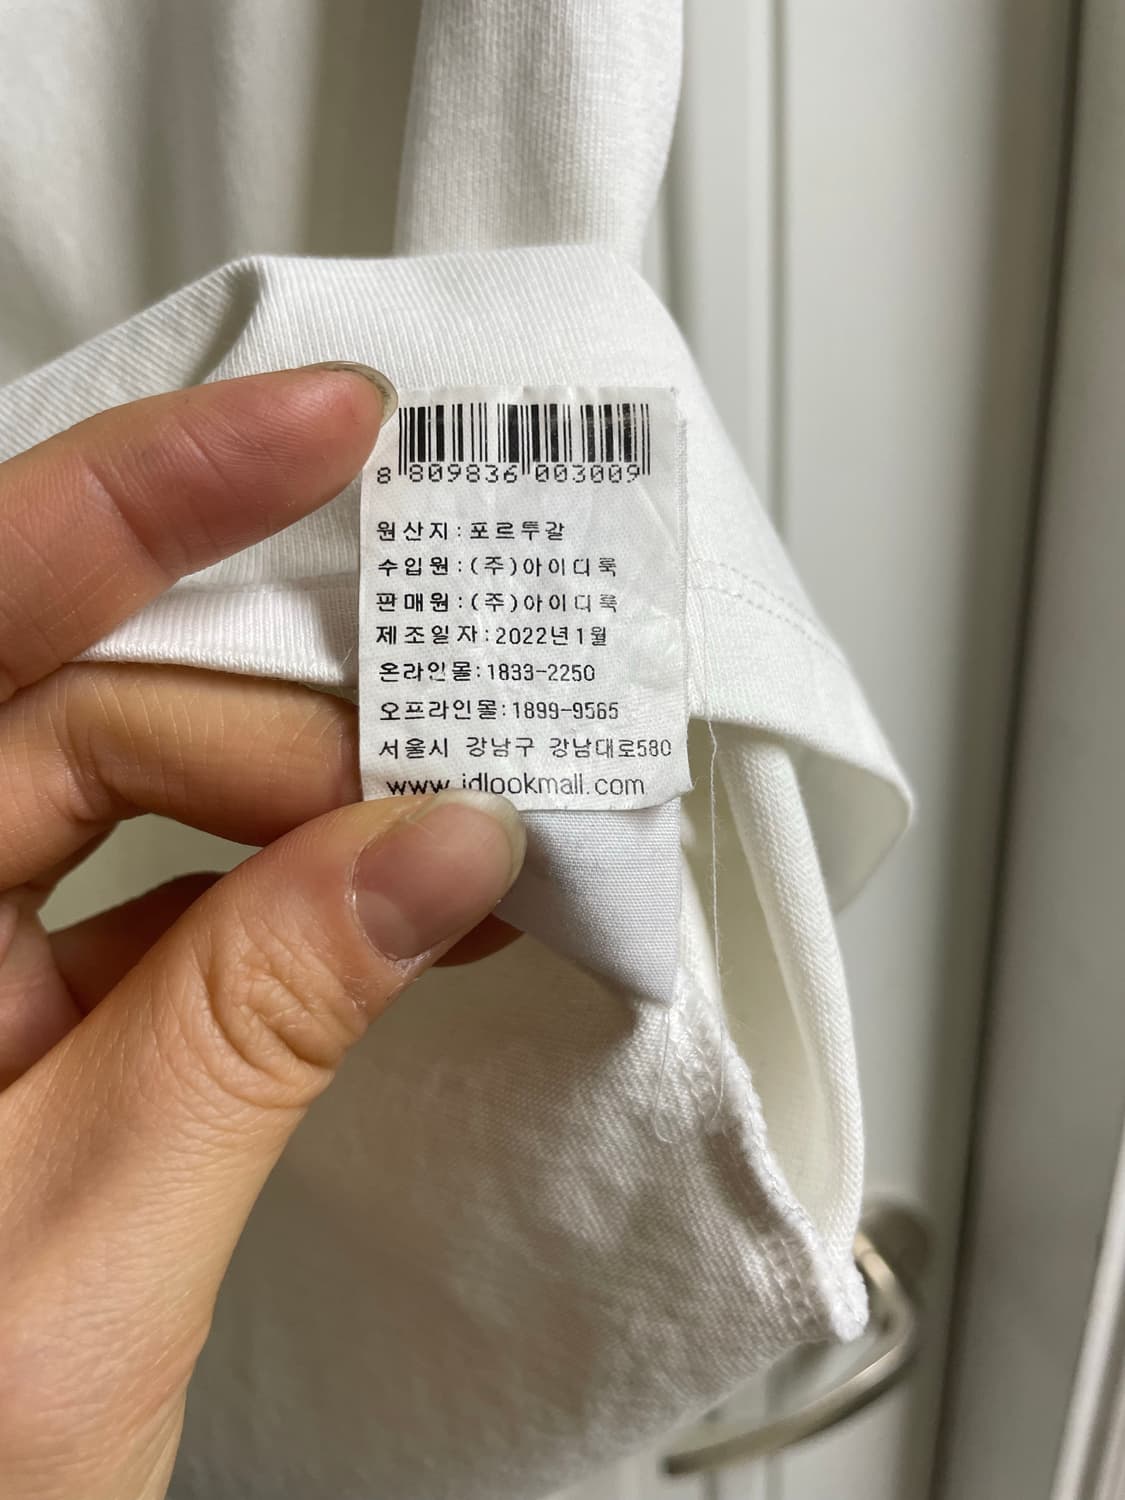 8 809836 003009
원산지:포르투갈
수입원:(주)아이디룩
판매원:(주)아이디룩
제조일자:2022년1월
온라인몰:1833-2250
오프라인몰:1899-9565
서울시 강남구 강남대로580
www.idlookmall.com